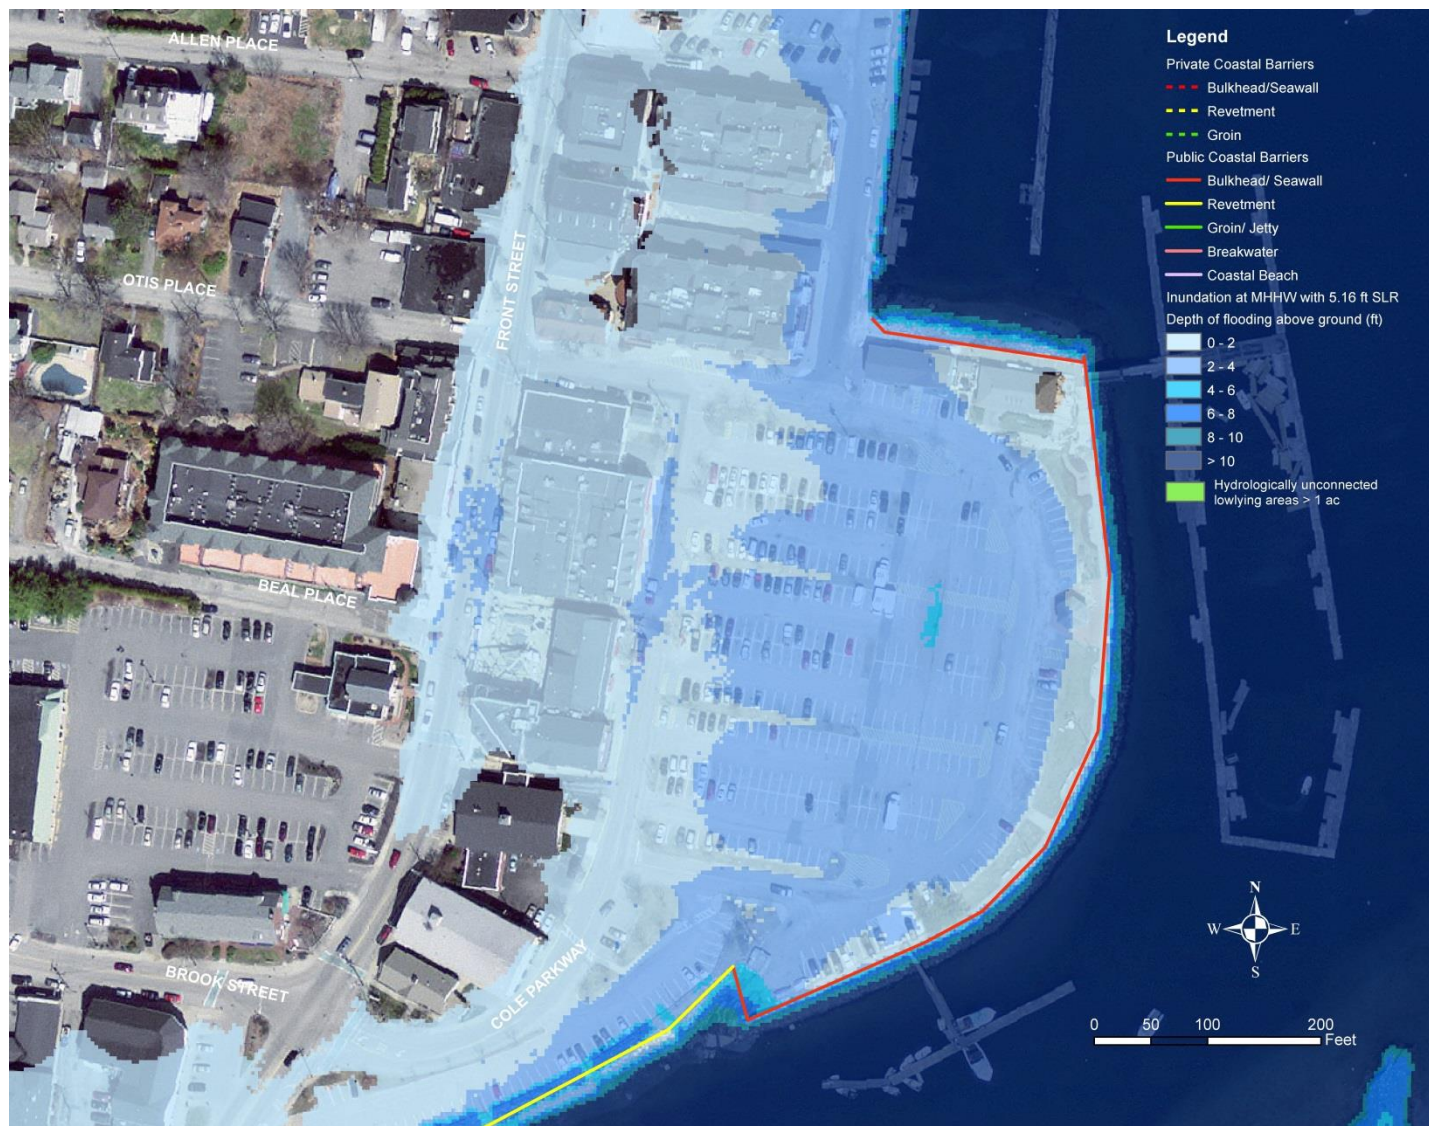 ALLEN PLACE
OTIS PLACE
FRONT STREET
BEAL PLACE
BROOK STREET
COLE PARKWAY
Legend
Private Coastal Barriers
Bulkhead/Seawall
Revetment
Groin
Public Coastal Barriers
Bulkhead/ Seawall
Revetment
Groin/ Jetty
Breakwater
Coastal Beach
Inundation at MHHW with 5.16 ft SLR
Depth of flooding above ground (ft)
0 - 2
2 - 4
4 - 6
6 - 8
8 - 10
> 10
Hydrologically unconnected
lowlying areas > 1 ac
N
W E
S
0 50 100 200
Feet